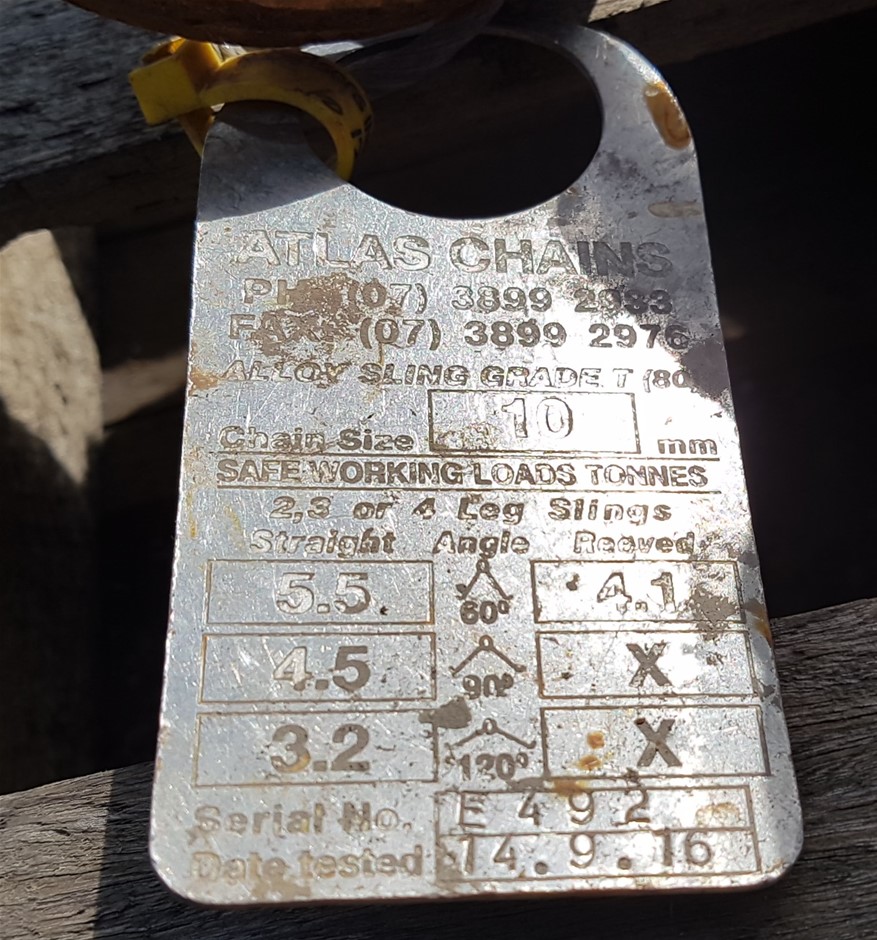 ATLAS CHAINS
PH: (07) 3899
FAX: (07) 3899 2976
ALLOY SLING GRADE T (80)
Chain Size 10 mm
SAFE WORKING LOADS TONNES
2,3 or 4 Leg Slings
Straight Angle Reeved
5.5 60° 4.1
4.5 90° X
3.2 120° X
Serial No. E 492
Date tested 14.9.16